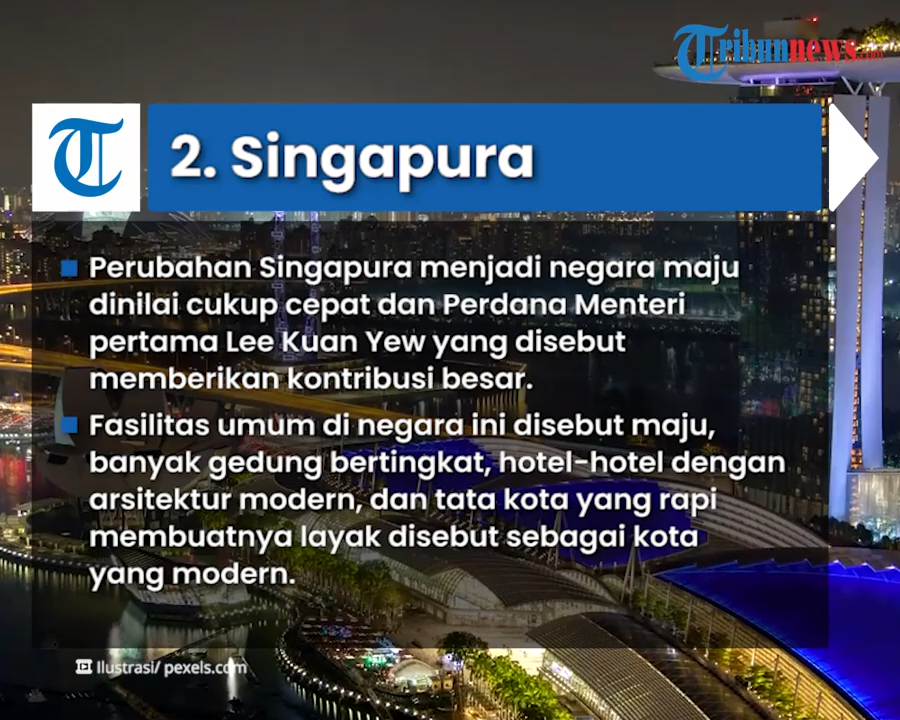 Tribunnews.com
T
2. Singapura
Perubahan Singapura menjadi negara maju
dinilai cukup cepat dan Perdana Menteri
pertama Lee Kuan Yew yang disebut
memberikan kontribusi besar.
Fasilitas umum di negara ini disebut maju,
banyak gedung bertingkat, hotel-hotel dengan
arsitektur modern, dan tata kota yang rapi
membuatnya layak disebut sebagai kota
yang modern.
Ilustrasi/ pexels.com